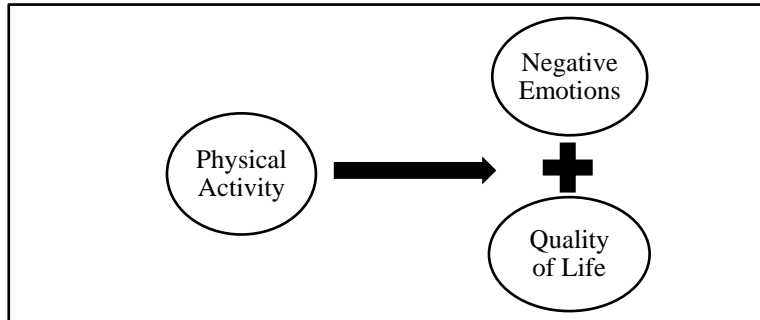 Negative
Emotions
Physical
Activity
Quality
of Life